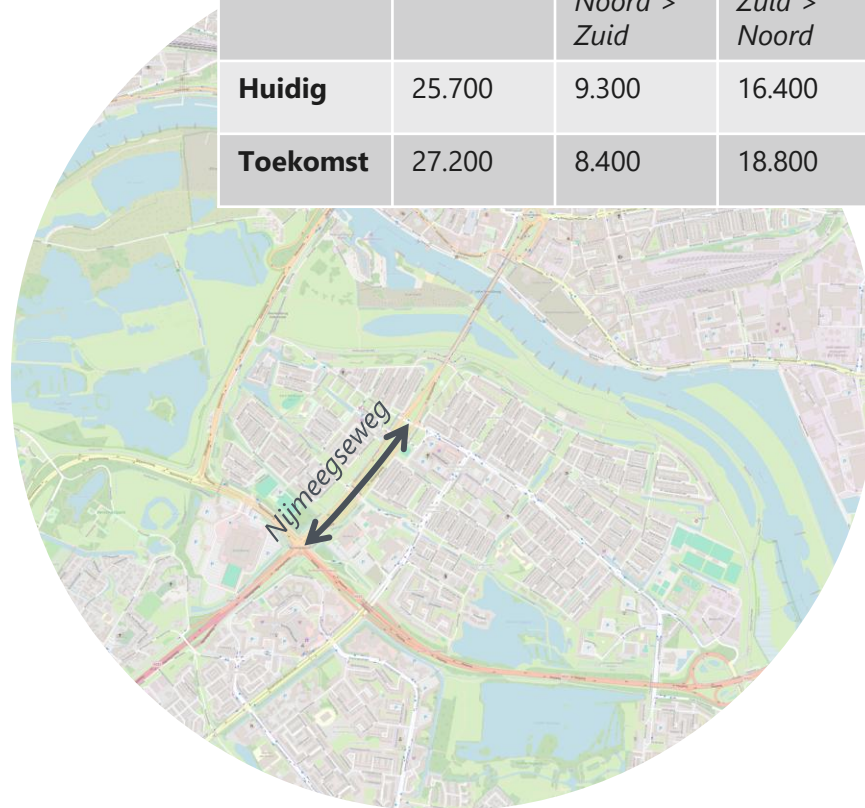 Noord >
Zuid
Zuid >
Noord
Huidig 25.700 9.300 16.400
Toekomst 27.200 8.400 18.800
Nijmeegseweg